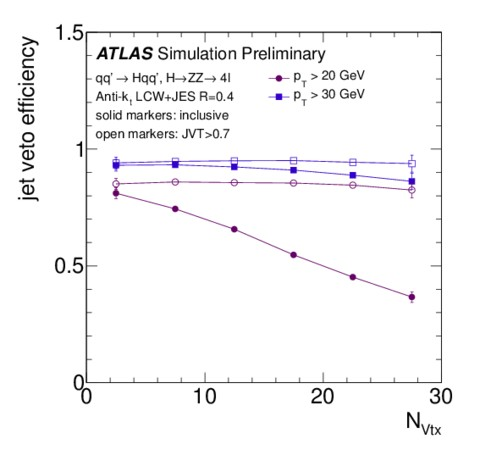 ATLAS Simulation Preliminary
qq' → Hqq', H→ZZ→ 4l
Anti-kt LCW+JES R=0.4
solid markers: inclusive
open markers: JVT>0.7
pT > 20 GeV
pT > 30 GeV
jet veto efficiency
1.5
1
0.5
0
0 10 20 30
NVtx